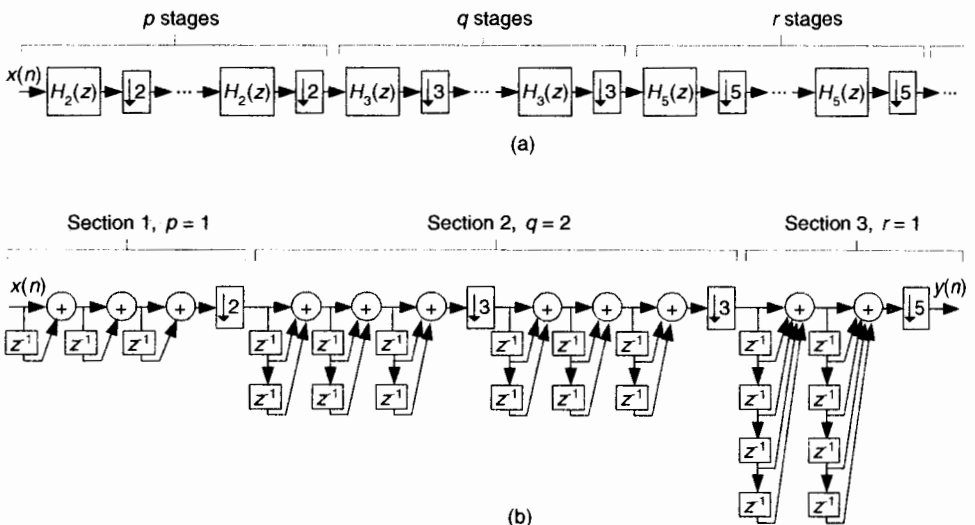 p stages q stages r stages
x(n) H₂(z) ↓2 ... H₂(z) ↓2 H₃(z) ↓3 ... H₃(z) ↓3 H₅(z) ↓5 ... H₅(z) ↓5 ...
(a)
Section 1, p = 1 Section 2, q = 2 Section 3, r = 1
x(n) + + + ↓2 + + + ↓3 + + + ↓3 + + ↓5 y(n)
z⁻¹ z⁻¹ z⁻¹ z⁻¹ z⁻¹ z⁻¹ z⁻¹ z⁻¹ z⁻¹ z⁻¹ z⁻¹
z⁻¹ z⁻¹ z⁻¹ z⁻¹ z⁻¹ z⁻¹ z⁻¹ z⁻¹
z⁻¹ z⁻¹
z⁻¹ z⁻¹
(b)